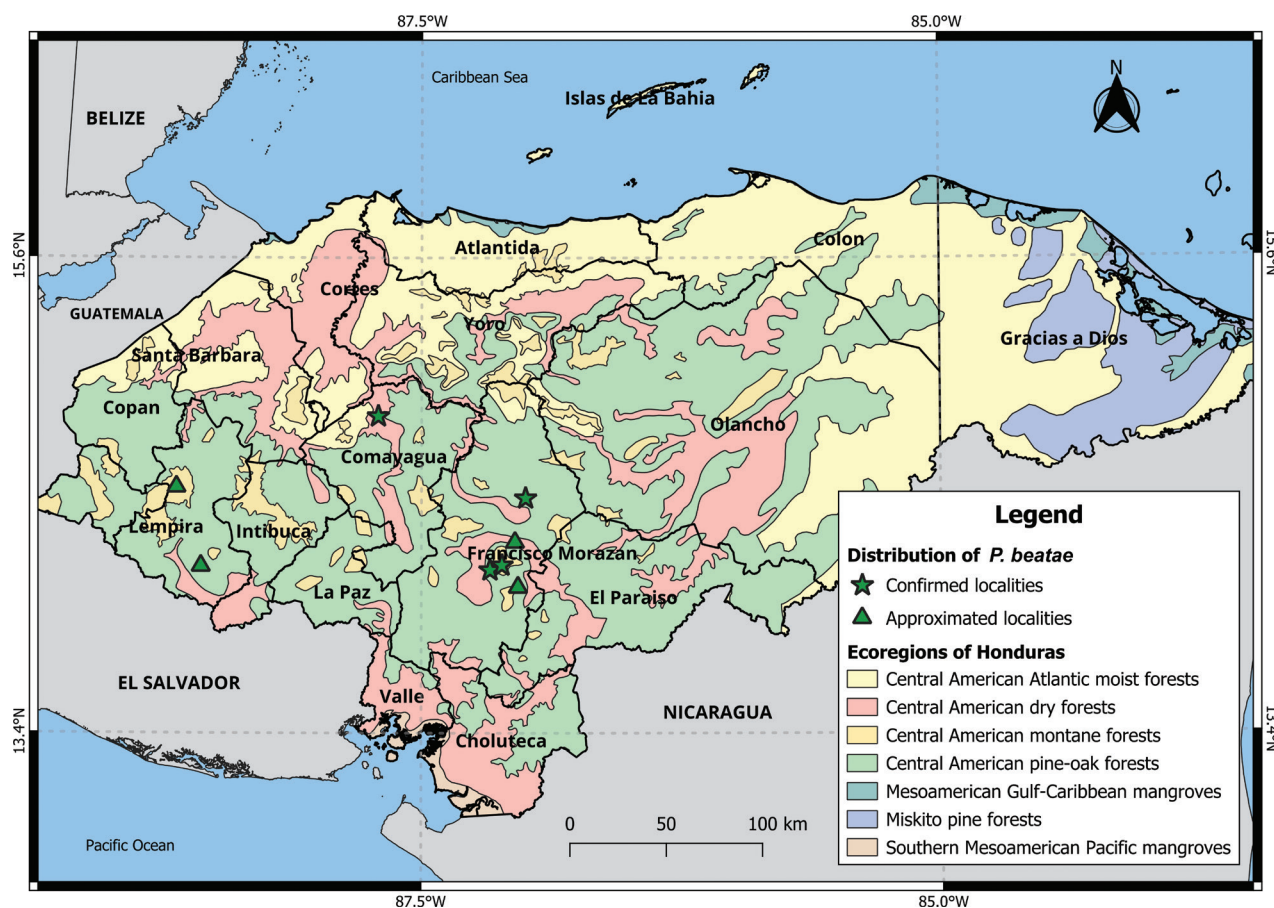 87.5°W
85.0°W
Caribbean Sea
N
Islas de La Bahia
BELIZE
15.6°N
15.6°N
Atlantida
Colon
Cortes
GUATEMALA
Yoro
Santa Barbara
Gracias a Dios
Copan
Olancho
Comayagua
Lempira
Intibuca
Francisco Morazan
La Paz
El Paraiso
EL SALVADOR
Valle
NICARAGUA
13.4°N
13.4°N
Choluteca
0 50 100 km
Pacific Ocean
87.5°W
85.0°W
Legend
Distribution of P. beatae
Confirmed localities
Approximated localities
Ecoregions of Honduras
Central American Atlantic moist forests
Central American dry forests
Central American montane forests
Central American pine-oak forests
Mesoamerican Gulf-Caribbean mangroves
Miskito pine forests
Southern Mesoamerican Pacific mangroves